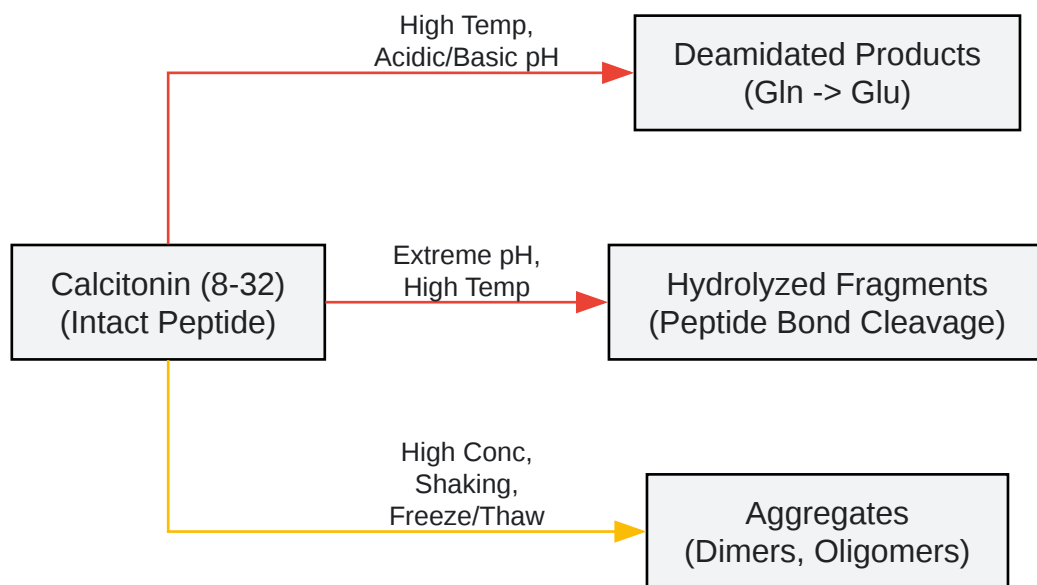 High Temp,
Acidic/Basic pH
Deamidated Products
(Gln -> Glu)
Calcitonin (8-32)
(Intact Peptide)
Extreme pH,
High Temp
Hydrolyzed Fragments
(Peptide Bond Cleavage)
High Conc,
Shaking,
Freeze/Thaw
Aggregates
(Dimers, Oligomers)